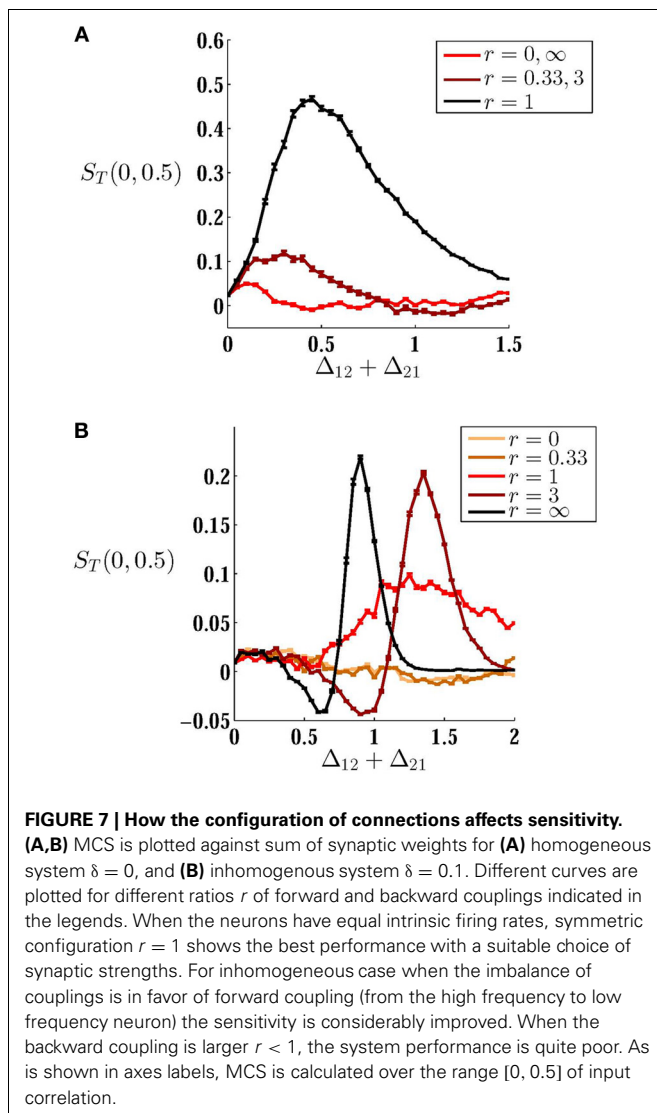 A
0.6
0.5
0.4
0.3
0.2
0.1
0
S_T(0, 0.5)
r = 0, ∞
r = 0.33, 3
r = 1
0 0.5 1 1.5
Δ12 + Δ21
B
0.2
0.15
0.1
0.05
0
−0.05
S_T(0, 0.5)
r = 0
r = 0.33
r = 1
r = 3
r = ∞
0 0.5 1 1.5 2
Δ12 + Δ21
FIGURE 7 | How the configuration of connections affects sensitivity.
(A,B) MCS is plotted against sum of synaptic weights for (A) homogeneous
system δ = 0, and (B) inhomogenous system δ = 0.1. Different curves are
plotted for different ratios r of forward and backward couplings indicated in
the legends. When the neurons have equal intrinsic firing rates, symmetric
configuration r = 1 shows the best performance with a suitable choice of
synaptic strengths. For inhomogeneous case when the imbalance of
couplings is in favor of forward coupling (from the high frequency to low
frequency neuron) the sensitivity is considerably improved. When the
backward coupling is larger r < 1, the system performance is quite poor. As
is shown in axes labels, MCS is calculated over the range [0, 0.5] of input
correlation.